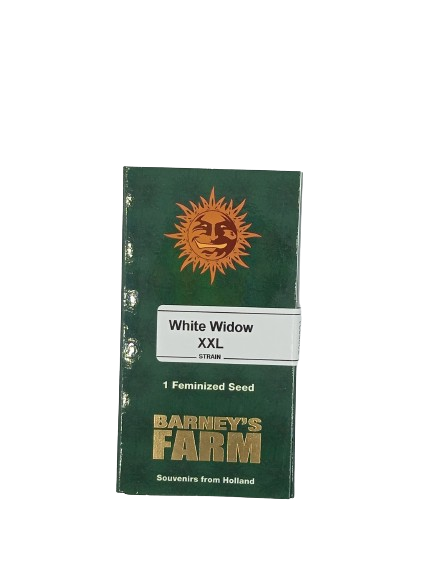 White Widow
XXL
STRAIN
1 Feminized Seed
BARNEY'S
FARM
Souvenirs from Holland